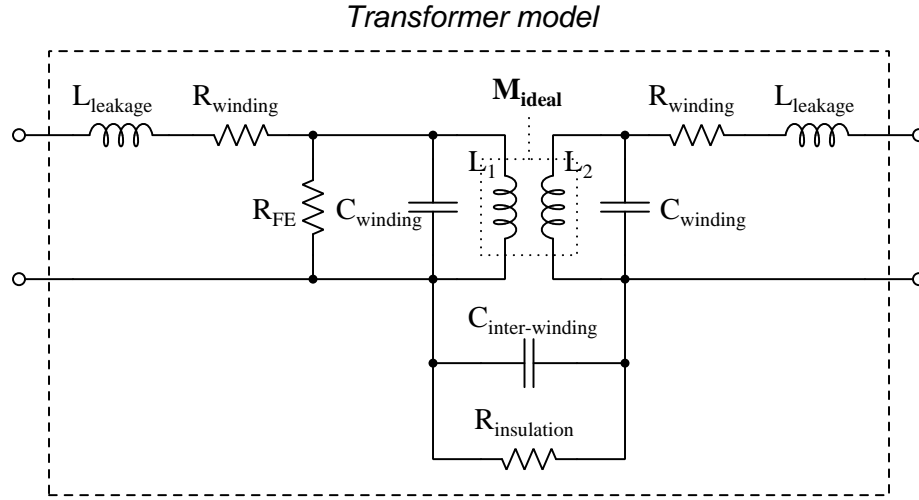 Transformer model
L_leakage
R_winding
M_ideal
R_winding
L_leakage
L_1
L_2
R_FE
C_winding
C_winding
C_inter-winding
R_insulation